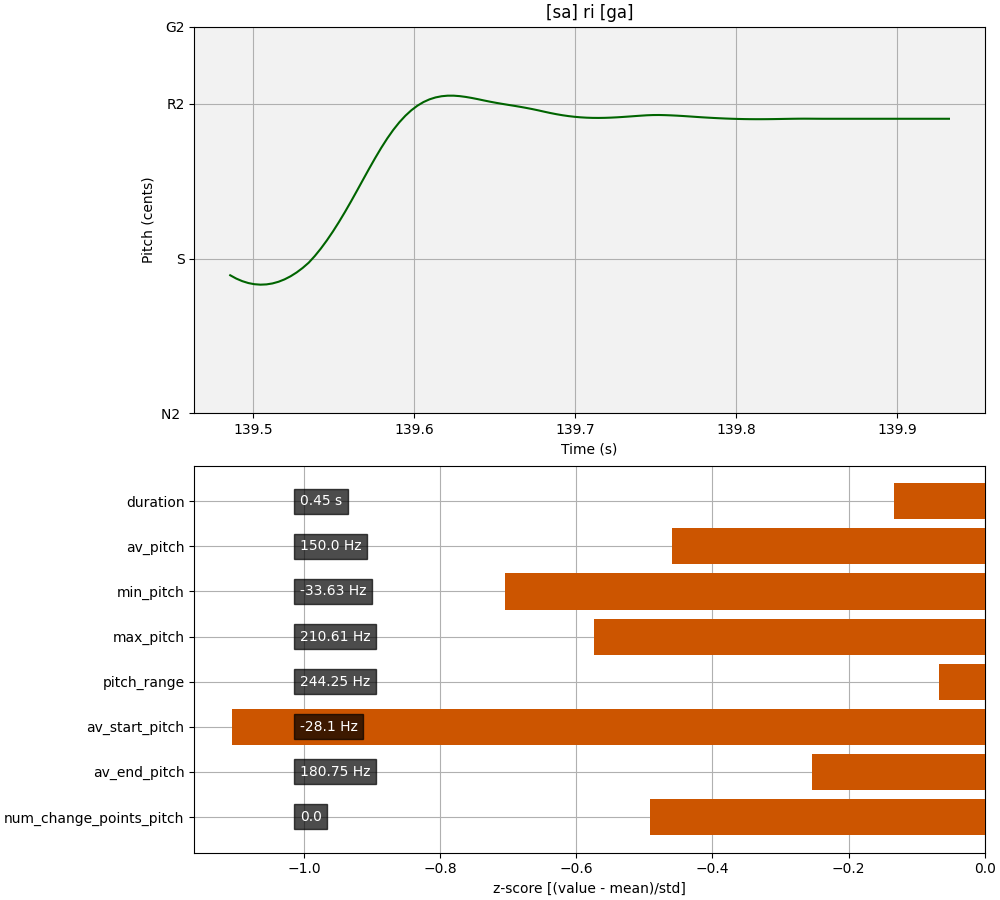 [sa] ri [ga]
G2
R2
S
N2
Pitch (cents)
139.5 139.6 139.7 139.8 139.9
Time (s)
duration 0.45 s
av_pitch 150.0 Hz
min_pitch -33.63 Hz
max_pitch 210.61 Hz
pitch_range 244.25 Hz
av_start_pitch -28.1 Hz
av_end_pitch 180.75 Hz
num_change_points_pitch 0.0
−1.0 −0.8 −0.6 −0.4 −0.2 0.0
z-score [(value - mean)/std]